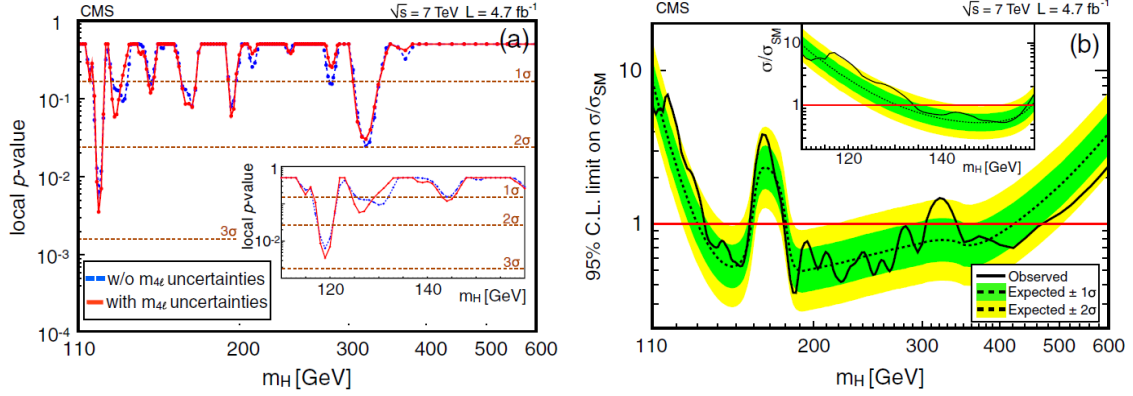 CMS
√s = 7 TeV L = 4.7 fb⁻¹
(a)
local p-value
1
10⁻¹
10⁻²
10⁻³
10⁻⁴
1σ
2σ
3σ
w/o m₄ℓ uncertainties
with m₄ℓ uncertainties
local p-value
1
10⁻²
1σ
2σ
3σ
120
140
mH [GeV]
110
200
300
400
600
mH [GeV]
CMS
√s = 7 TeV L = 4.7 fb⁻¹
(b)
95% C.L. limit on σ/σSM
10
1
σ/σSM
10
1
120
140
mH [GeV]
Observed
Expected ± 1σ
Expected ± 2σ
110
200
300
400
600
mH [GeV]